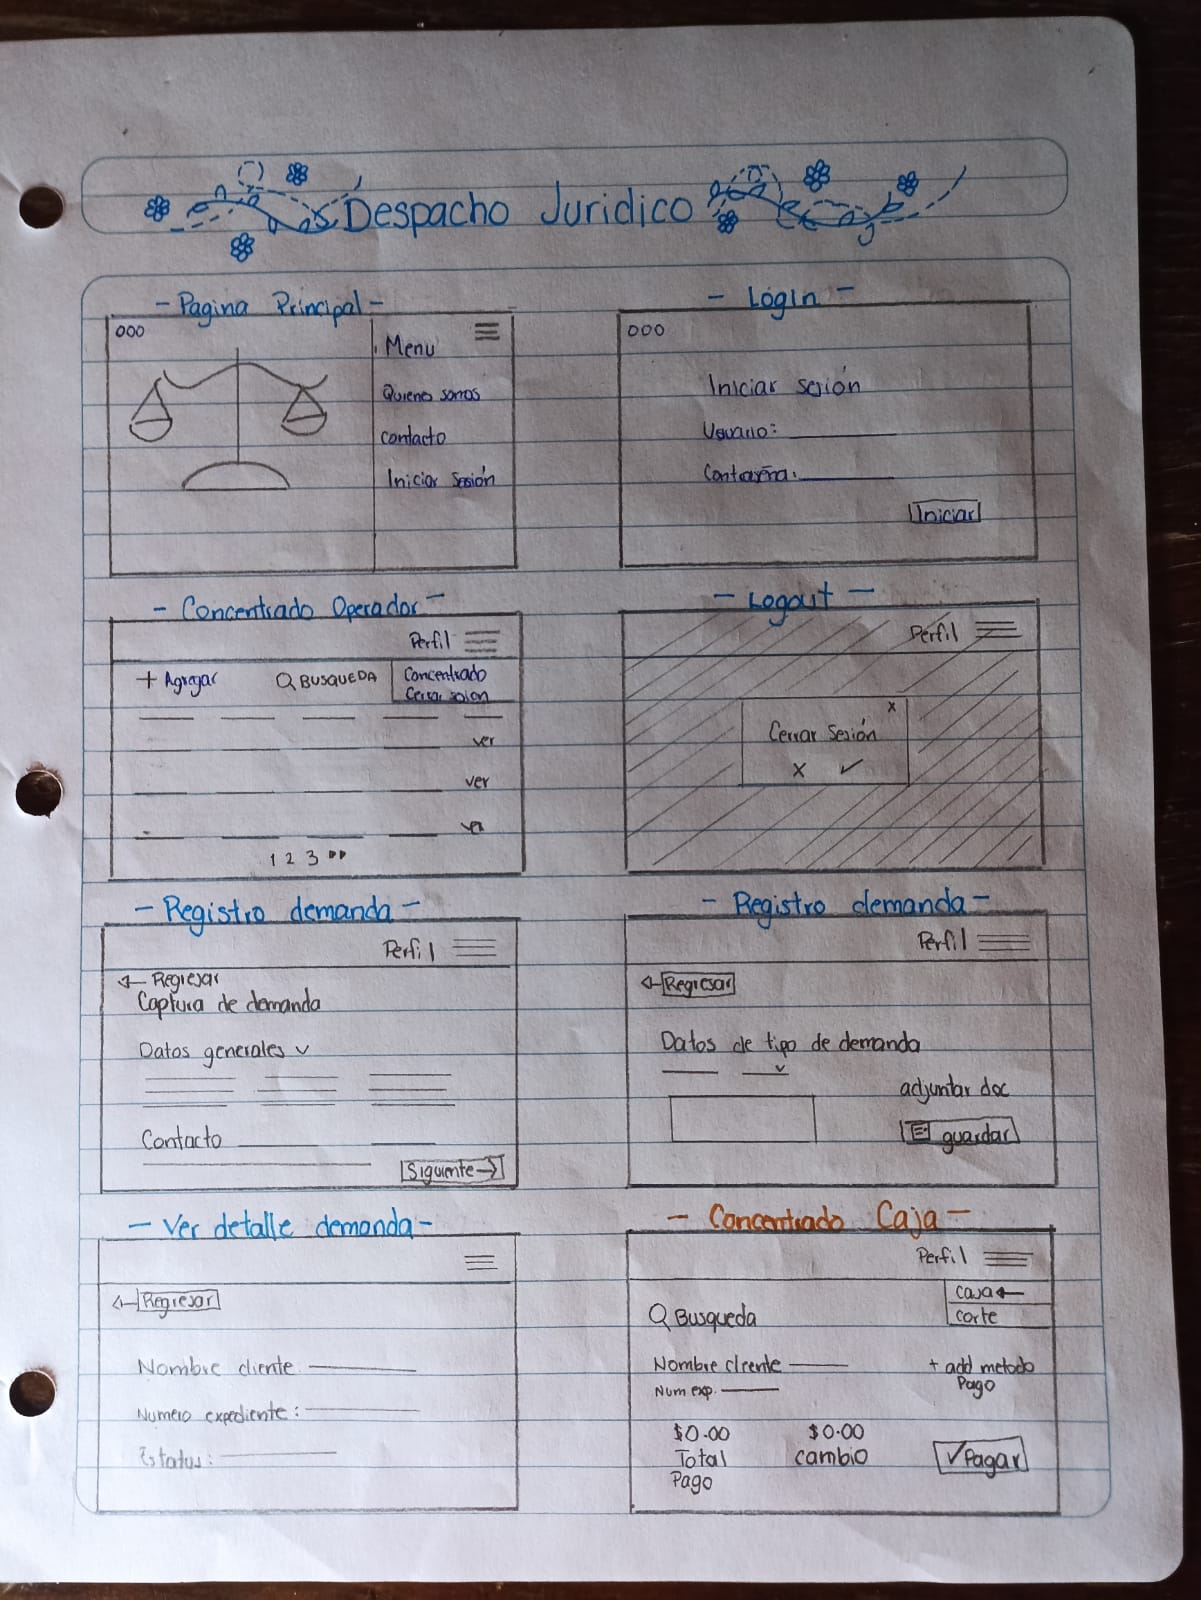 Despacho Juridico
- Pagina Principal -
ooo
Menu
Quienes somos
contacto
Iniciar Sesión
- Login -
ooo
Iniciar sesión
Usuario:
Iniciar
- Concentrado Operador -
Perfil
+ Agregar
BUSQUEDA
Concentrado
Cerrar
ver
ver
ver
1 2 3
- Logout -
Perfil
x
Cerrar Sesión
x ✓
- Registro demanda -
Perfil
← Regresar
Captura de demanda
Datos generales ˅
Contacto
Siguiente →
- Registro demanda -
Perfil
← Regresar
Datos de tipo de demanda
˅
adjuntar doc
guardar
- Ver detalle demanda -
← Regresar
Nombre cliente
Numero expediente:
Estatus:
- Concentrado Caja -
Perfil
caja ←
corte
Busqueda
Nombre cliente
Num exp.
+ add metodo
Pago
$0.00
Total
Pago
$0.00
cambio
✓ Pagar